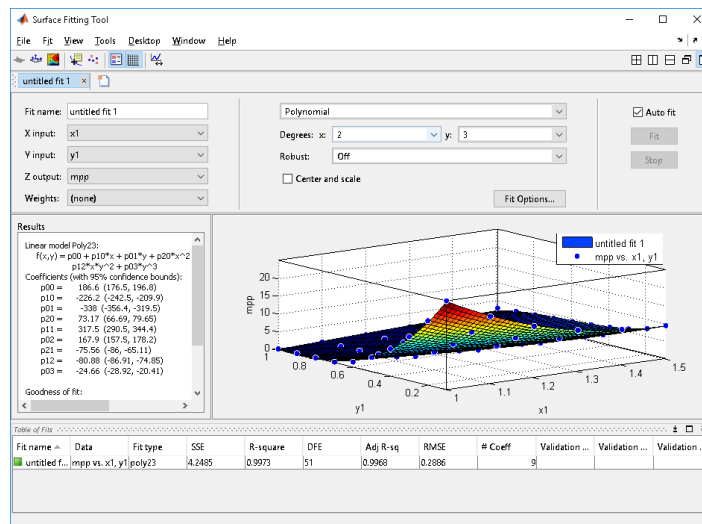 Surface Fitting Tool
File Fit View Tools Desktop Window Help
untitled fit 1
Fit name: untitled fit 1
X input: x1
Y input: y1
Z output: mpp
Weights: (none)
Polynomial
Degrees: x: 2 y: 3
Robust: Off
Center and scale
Fit Options...
Auto fit
Fit
Stop
Results
Linear model Poly23:
f(x,y) = p00 + p10*x + p01*y + p20*x^2
p12*x*y^2 + p03*y^3
Coefficients (with 95% confidence bounds):
p00 = 186.6 (176.5, 196.8)
p10 = -226.2 (-242.5, -209.9)
p01 = -338 (-356.4, -319.5)
p20 = 73.17 (66.69, 79.65)
p11 = 317.5 (290.5, 344.4)
p02 = 167.9 (157.5, 178.2)
p21 = -75.56 (-86, -65.11)
p12 = -80.88 (-86.91, -74.85)
p03 = -24.66 (-28.92, -20.41)
Goodness of fit:
untitled fit 1
mpp vs. x1, y1
20
15
10
5
0
mpp
1
0.8
0.6
0.4
0.2
y1
1
1.1
1.2
1.3
1.4
1.5
x1
Table of Fits
Fit name Data Fit type SSE R-square DFE Adj R-sq RMSE # Coeff Validation ... Validation ... Validation .
untitled f... mpp vs. x1, y1 poly23 4.2485 0.9973 51 0.9968 0.2886 9